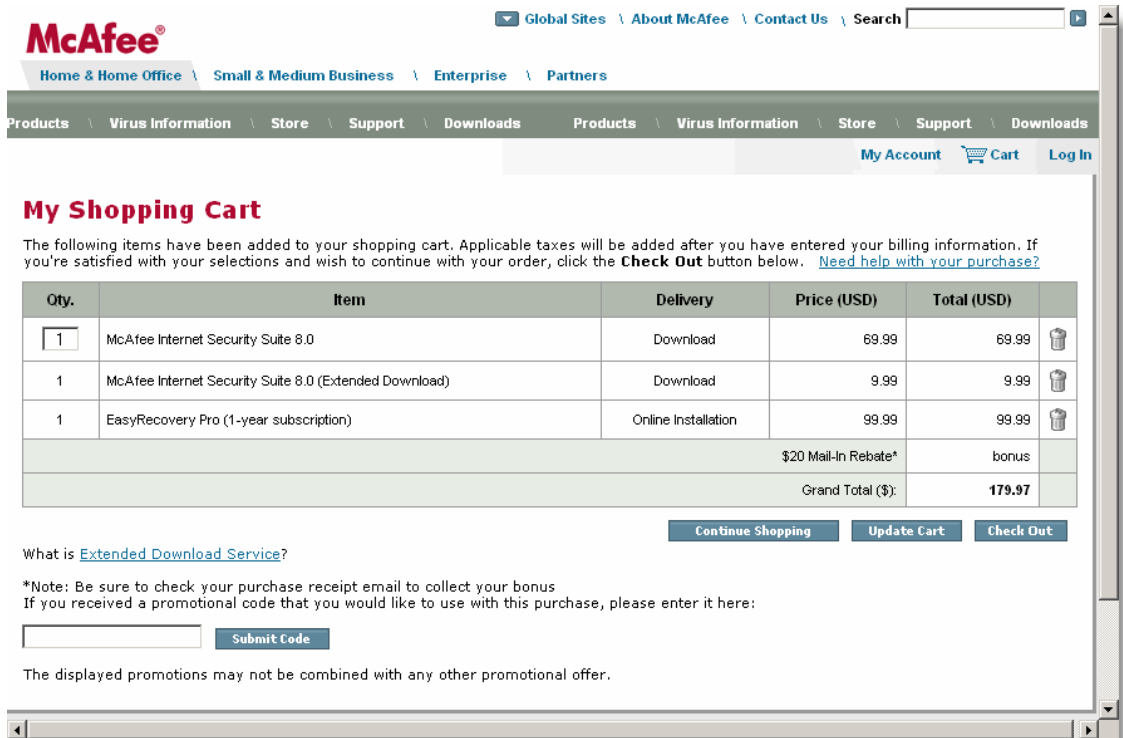 Global Sites \ About McAfee \ Contact Us \ Search
McAfee®
Home & Home Office \ Small & Medium Business \ Enterprise \ Partners
Products \ Virus Information \ Store \ Support \ Downloads Products \ Virus Information \ Store \ Support \ Downloads
My Account Cart Log In
My Shopping Cart
The following items have been added to your shopping cart. Applicable taxes will be added after you have entered your billing information. If
you're satisfied with your selections and wish to continue with your order, click the Check Out button below. Need help with your purchase?
Qty. Item Delivery Price (USD) Total (USD)
1 McAfee Internet Security Suite 8.0 Download 69.99 69.99
1 McAfee Internet Security Suite 8.0 (Extended Download) Download 9.99 9.99
1 EasyRecovery Pro (1-year subscription) Online Installation 99.99 99.99
$20 Mail-In Rebate* bonus
Grand Total ($): 179.97
Continue Shopping Update Cart Check Out
What is Extended Download Service?
*Note: Be sure to check your purchase receipt email to collect your bonus
If you received a promotional code that you would like to use with this purchase, please enter it here:
Submit Code
The displayed promotions may not be combined with any other promotional offer.